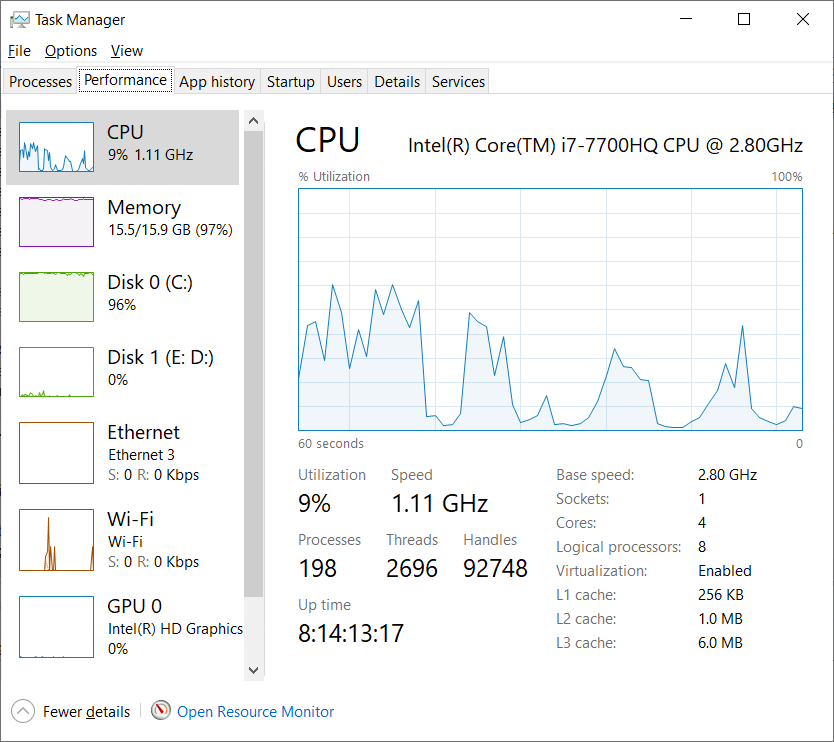 Task Manager
File Options View
Processes Performance App history Startup Users Details Services
CPU
9% 1.11 GHz
Memory
15.5/15.9 GB (97%)
Disk 0 (C:)
96%
Disk 1 (E: D:)
0%
Ethernet
Ethernet 3
S: 0 R: 0 Kbps
Wi-Fi
Wi-Fi
S: 0 R: 0 Kbps
GPU 0
Intel(R) HD Graphics
0%
CPU Intel(R) Core(TM) i7-7700HQ CPU @ 2.80GHz
% Utilization 100%
60 seconds 0
Utilization Speed
9% 1.11 GHz
Processes Threads Handles
198 2696 92748
Up time
8:14:13:17
Base speed: 2.80 GHz
Sockets: 1
Cores: 4
Logical processors: 8
Virtualization: Enabled
L1 cache: 256 KB
L2 cache: 1.0 MB
L3 cache: 6.0 MB
Fewer details Open Resource Monitor